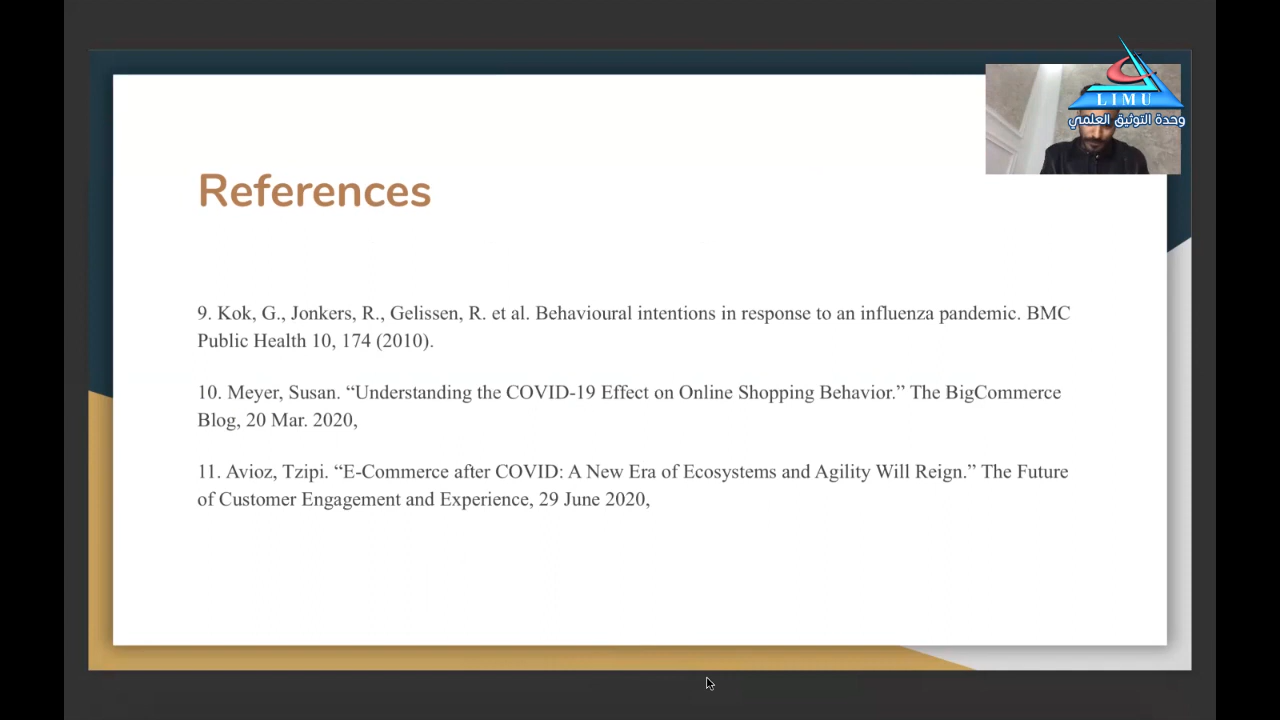 LIMU
وحدة التوثيق العلمي
References
9. Kok, G., Jonkers, R., Gelissen, R. et al. Behavioural intentions in response to an influenza pandemic. BMC
Public Health 10, 174 (2010).
10. Meyer, Susan. “Understanding the COVID-19 Effect on Online Shopping Behavior.” The BigCommerce
Blog, 20 Mar. 2020,
11. Avioz, Tzipi. “E-Commerce after COVID: A New Era of Ecosystems and Agility Will Reign.” The Future
of Customer Engagement and Experience, 29 June 2020,